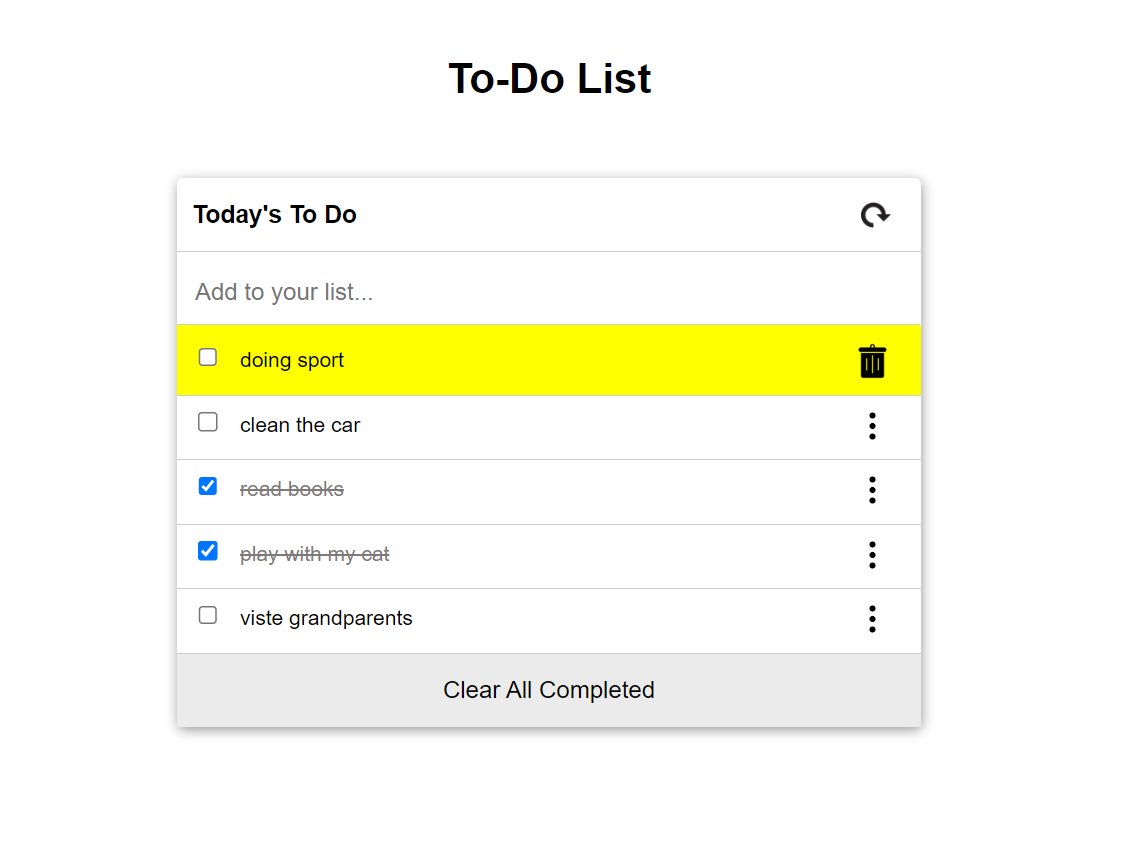 To-Do List
Today's To Do
Add to your list...
doing sport
clean the car
read books
play with my cat
viste grandparents
Clear All Completed